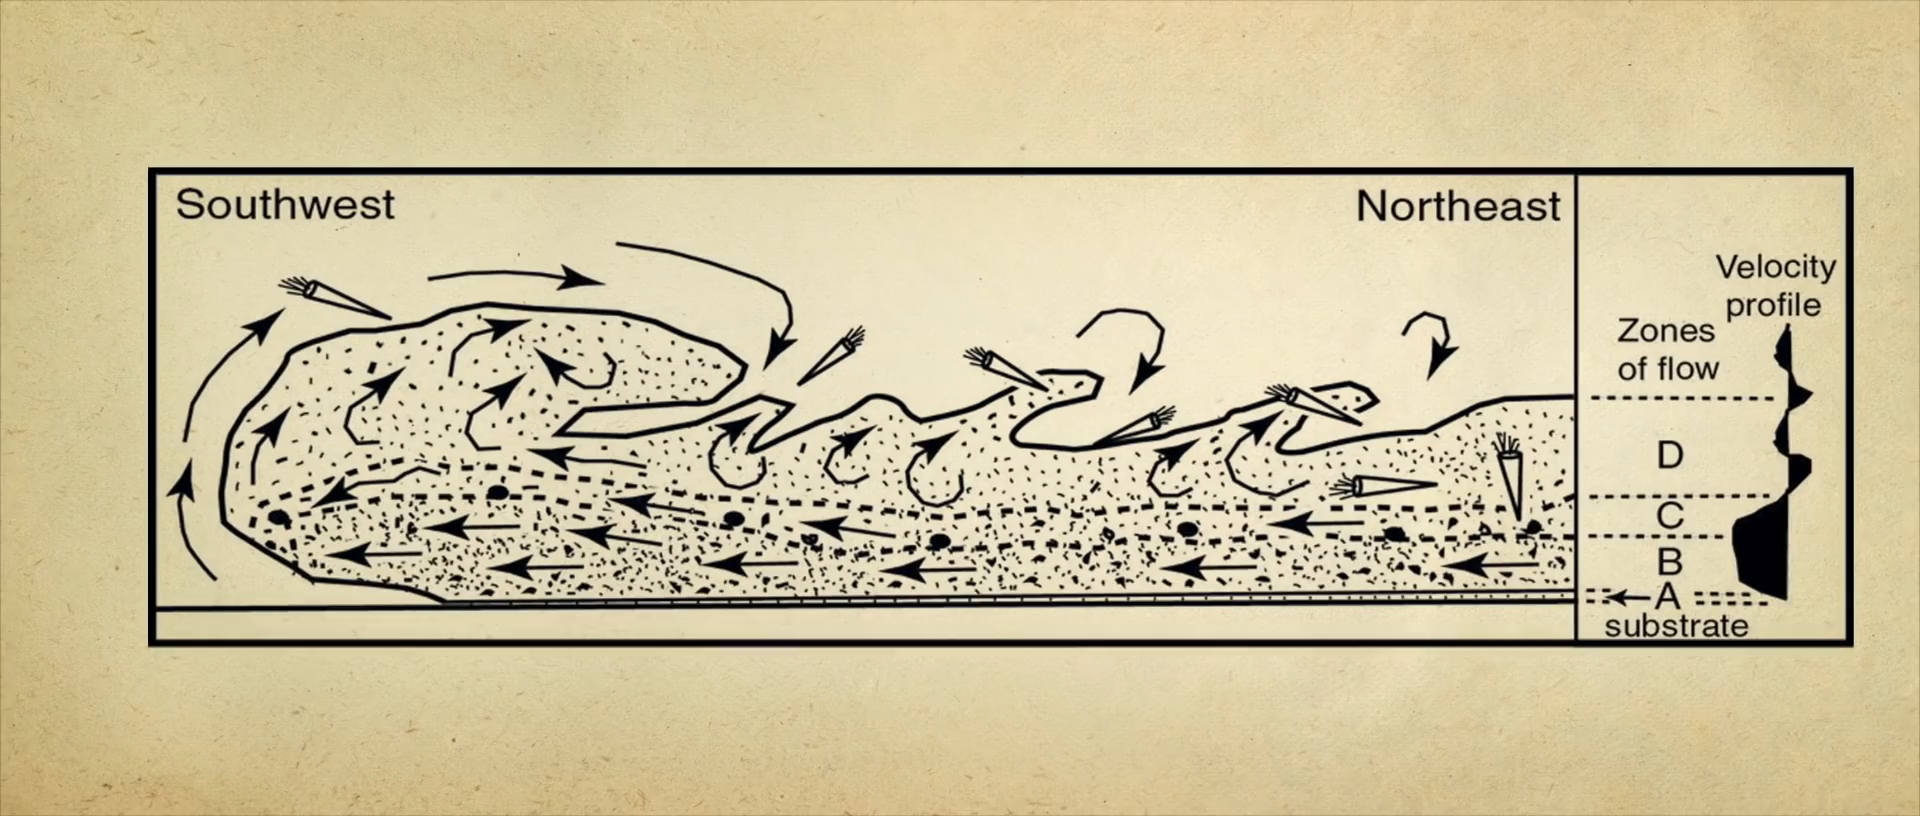 Southwest
Northeast
Velocity
profile
Zones
of flow
D
C
B
A
substrate